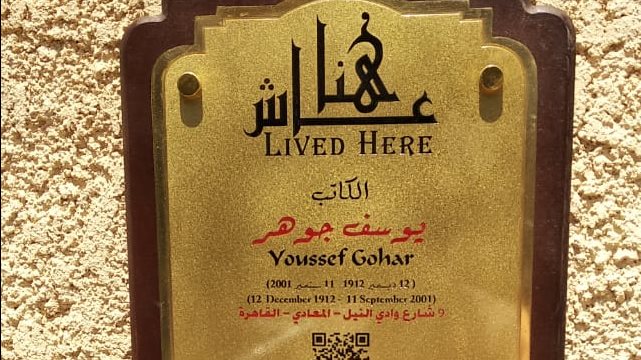 عاش هنا
LIVED HERE
الكاتب
يوسف جوهر
Youssef Gohar
(12 ديسمبر 1912 11 سبتمبر 2001)
(12 December 1912 - 11 September 2001)
9 شارع وادي النيل - المعادي - القاهرة